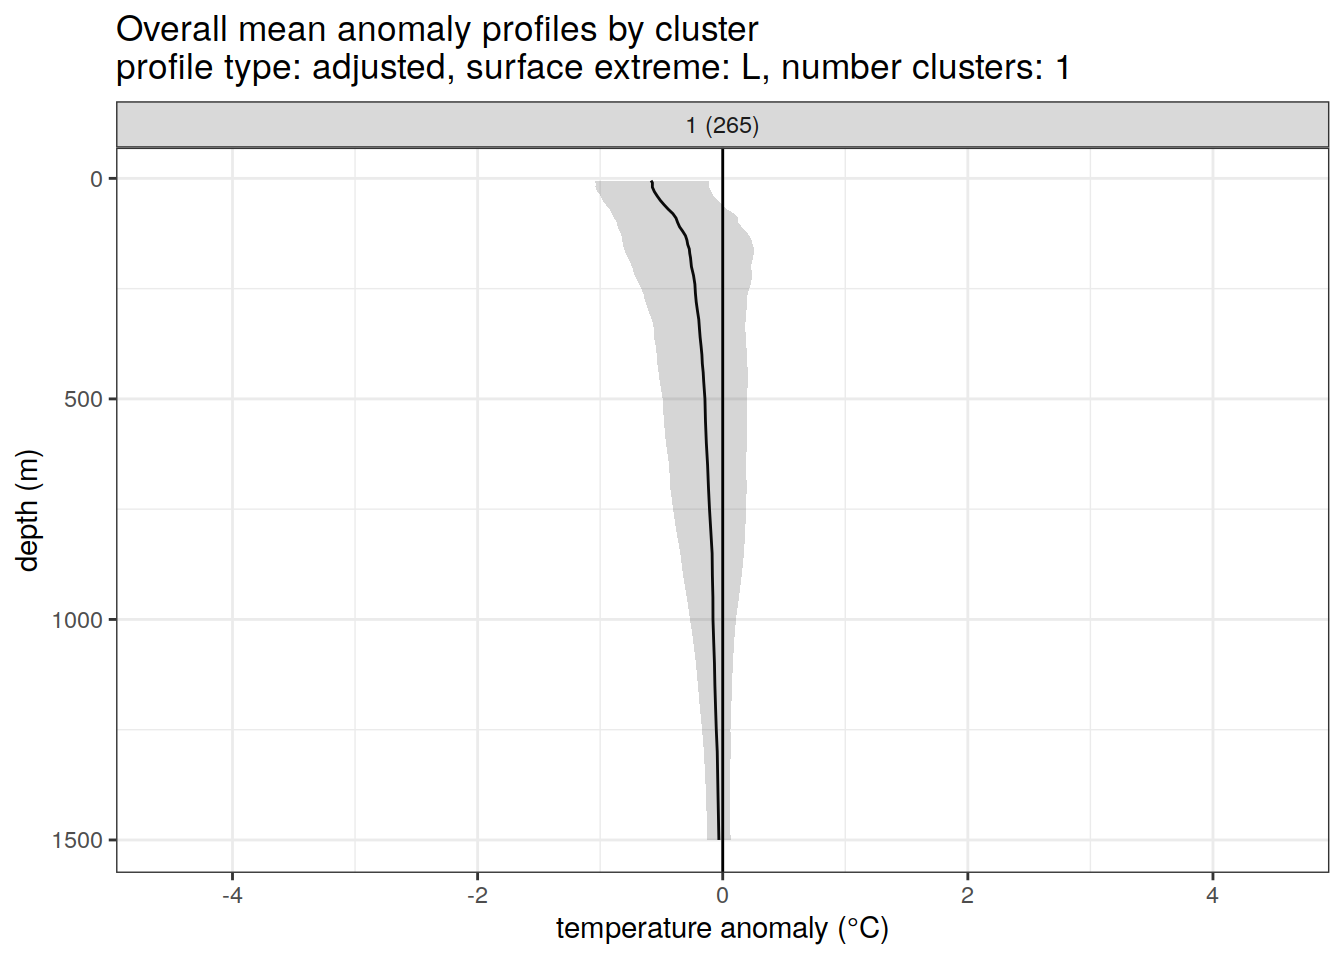 Overall mean anomaly profiles by cluster
profile type: adjusted, surface extreme: L, number clusters: 1
1 (265)
0
500
1000
1500
depth (m)
-4
-2
0
2
4
temperature anomaly (°C)